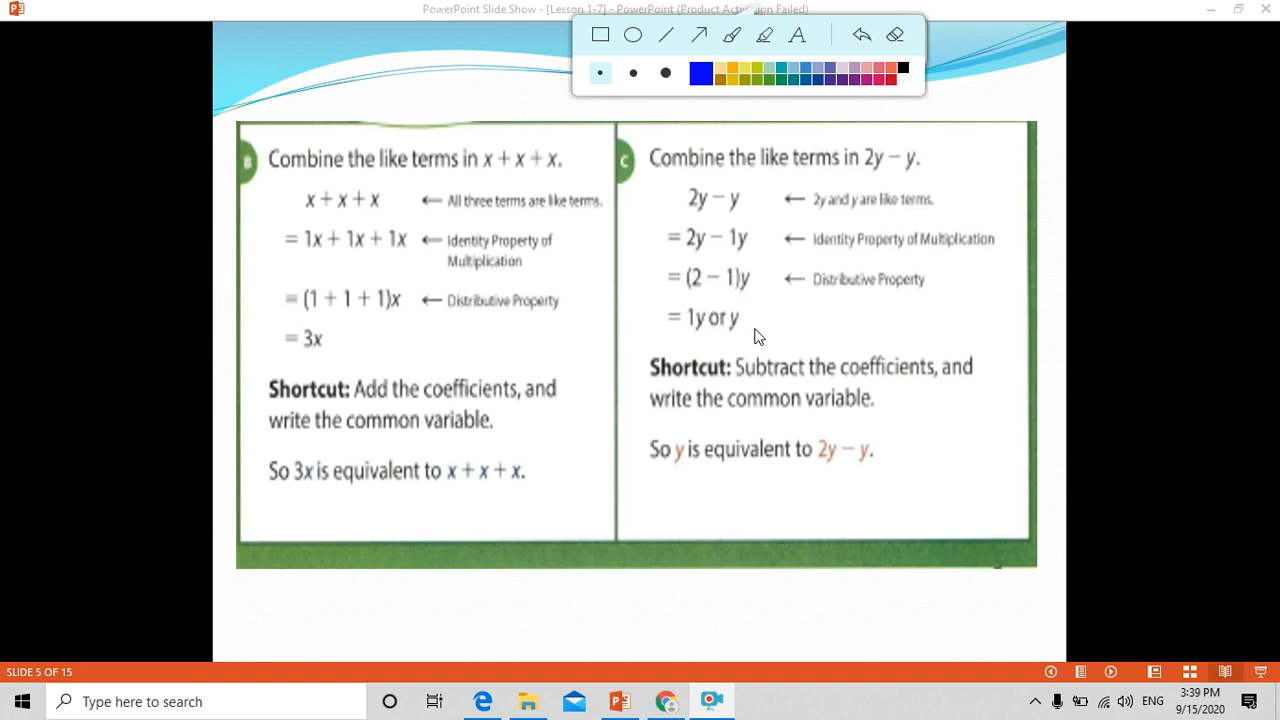 PowerPoint Slide Show - [Lesson 1-7] - PowerPoint (Product Activation Failed)
A
B
Combine the like terms in x + x + x.
x + x + x ← All three terms are like terms.
= 1x + 1x + 1x ← Identity Property of
Multiplication
= (1 + 1 + 1)x ← Distributive Property
= 3x
Shortcut: Add the coefficients, and
write the common variable.
So 3x is equivalent to x + x + x.
C
Combine the like terms in 2y − y.
2y − y ← 2y and y are like terms.
= 2y − 1y ← Identity Property of Multiplication
= (2 − 1)y ← Distributive Property
= 1y or y
Shortcut: Subtract the coefficients, and
write the common variable.
So y is equivalent to 2y − y.
SLIDE 5 OF 15
Type here to search
ENG
3:39 PM
9/15/2020